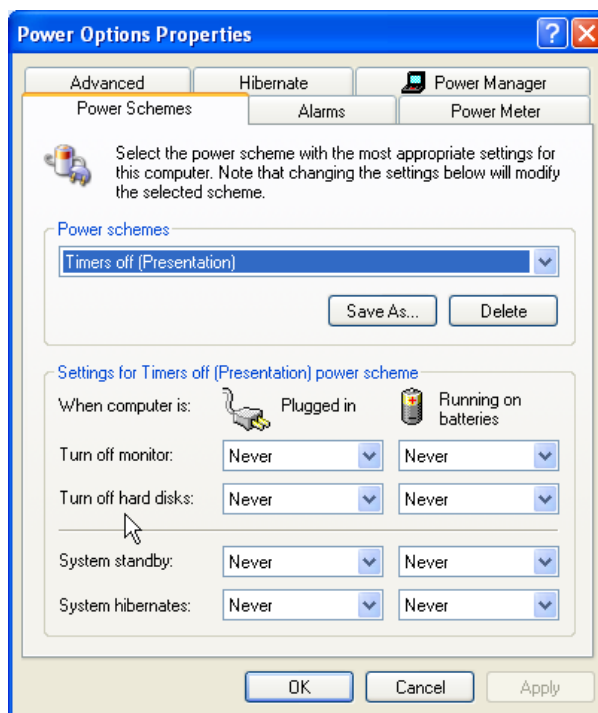 Power Options Properties
Advanced
Hibernate
Power Manager
Power Schemes
Alarms
Power Meter
Select the power scheme with the most appropriate settings for
this computer. Note that changing the settings below will modify
the selected scheme.
Power schemes
Timers off (Presentation)
Save As...
Delete
Settings for Timers off (Presentation) power scheme
When computer is:
Plugged in
Running on
batteries
Turn off monitor:
Never
Never
Turn off hard disks:
Never
Never
System standby:
Never
Never
System hibernates:
Never
Never
OK
Cancel
Apply